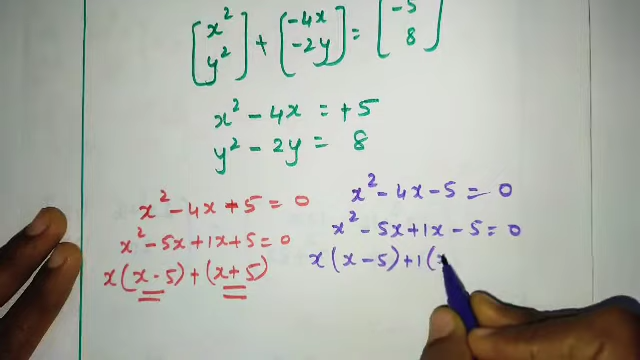 [x² y²] + [-4x -2y] = [-5 8]
x² - 4x = +5
y² - 2y = 8
x² - 4x + 5 = 0
x² - 5x + 1x + 5 = 0
x(x - 5) + (x + 5)
x² - 4x - 5 = 0
x² - 5x + 1x - 5 = 0
x(x - 5) + 1(x